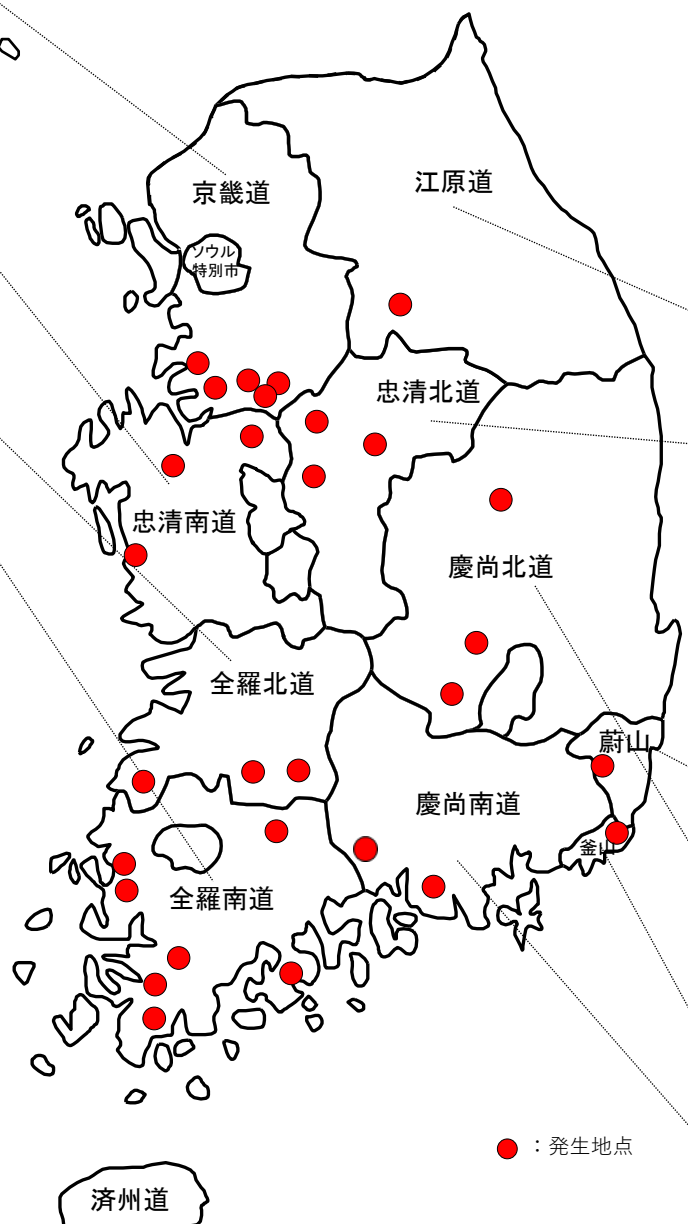 江原道
京畿道
ソウル
特別市
忠清北道
忠清南道
慶尚北道
全羅北道
蔚山
慶尚南道
釜山
全羅南道
：発生地点
済州道